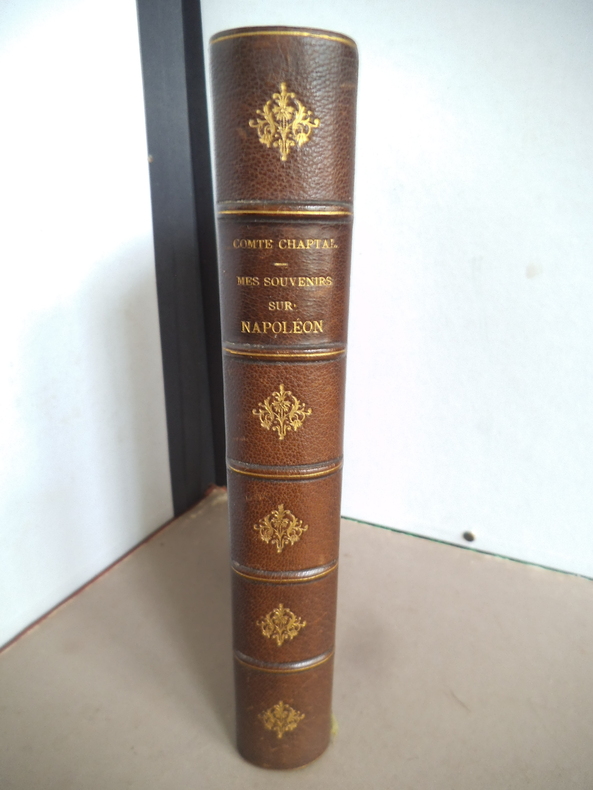 COMTE CHAPTAL
MES SOUVENIRS
SUR
NAPOLÉON